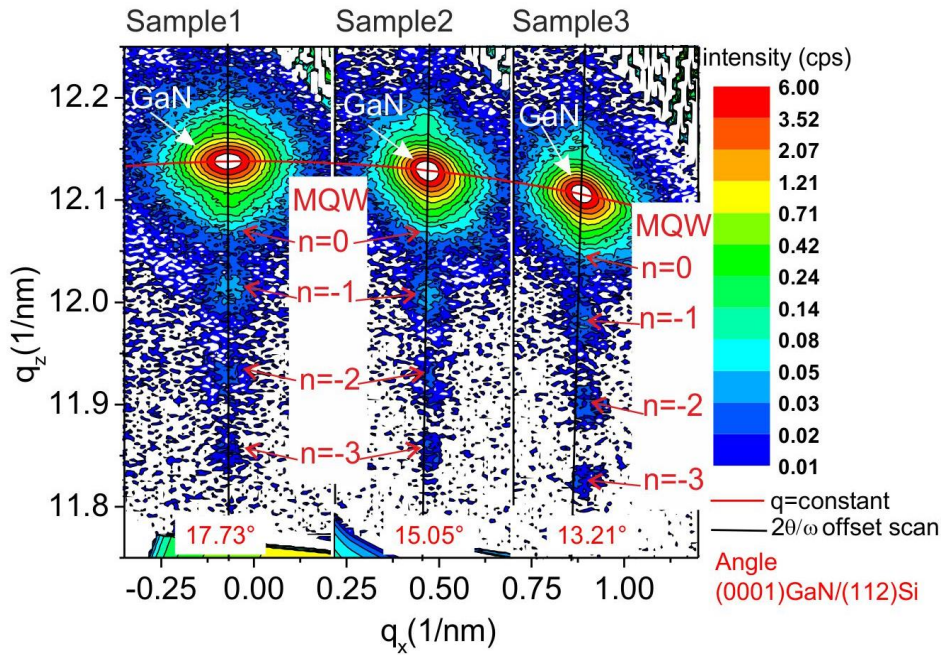 Sample1 Sample2 Sample3
intensity (cps)
6.00
3.52
2.07
1.21
0.71
0.42
0.24
0.14
0.08
0.05
0.03
0.02
0.01
12.2
12.1
12.0
11.9
11.8
qz(1/nm)
GaN GaN GaN
MQW
n=0
n=-1
n=-2
n=-3
MQW
n=0
n=-1
n=-2
n=-3
17.73° 15.05° 13.21°
q=constant
2θ/ω offset scan
Angle
(0001)GaN/(112)Si
-0.25 0.00 0.25 0.50 0.75 1.00
qx(1/nm)